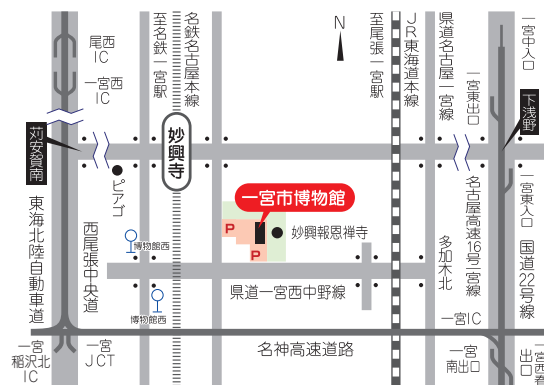 尾西
IC
一宮西
IC
至名鉄一宮駅
名鉄名古屋本線
N
至尾張一宮駅
JR東海道本線
県道名古屋一宮線
一宮東出口
一宮中入口
下浅野
苅安賀南
妙興寺
ピアゴ
東海北陸自動車道
西尾張中央道
博物館西
博物館西
一宮市博物館
P
P
妙興報恩禅寺
県道一宮西中野線
多加木北
名古屋高速16号一宮線
一宮東入口
国道22号線
一宮IC
名神高速道路
一宮
稲沢北
IC
一宮
JCT
一宮
南出口
出口
一宮西春